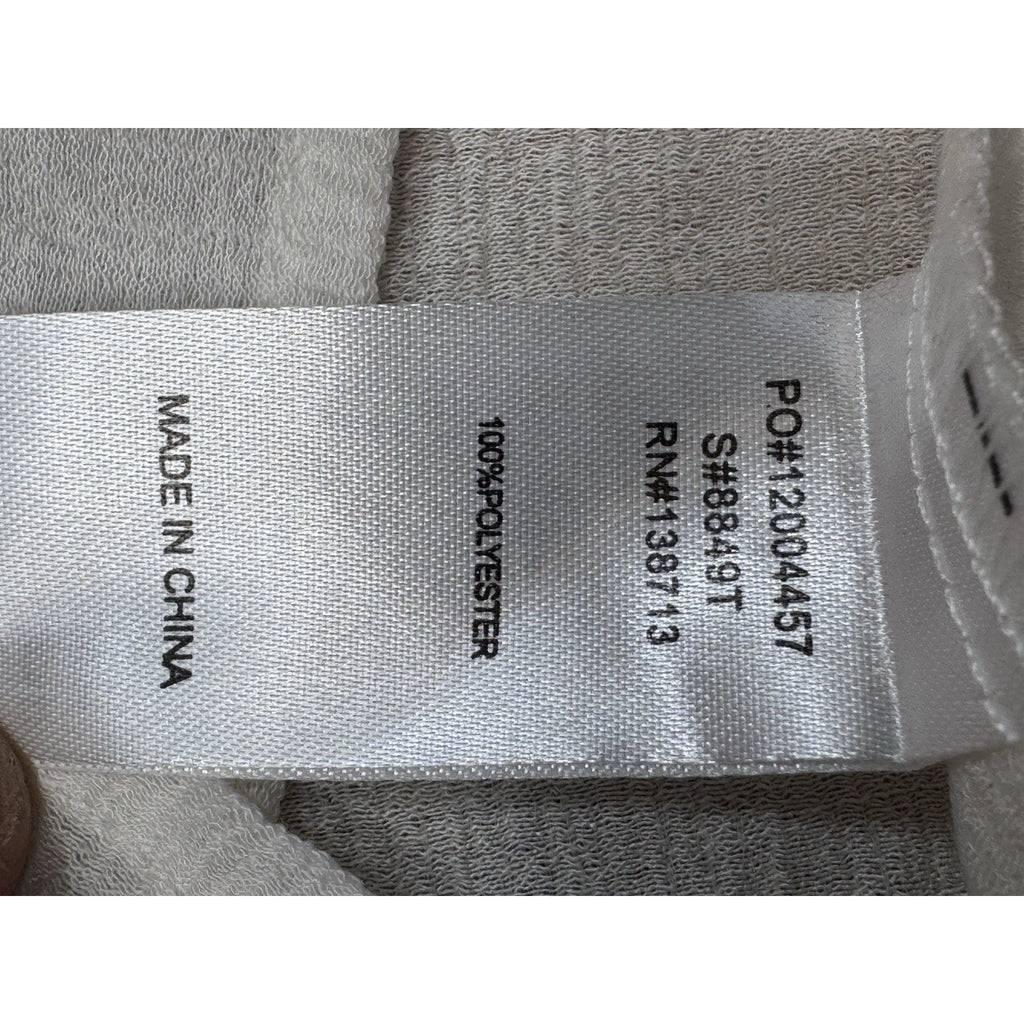 PO#12004457
S#8849T
RN#138713
100%POLYESTER
MADE IN CHINA